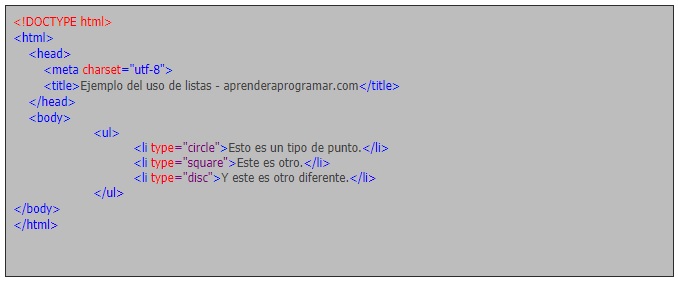 <!DOCTYPE html>
<html>
<head>
<meta charset="utf-8">
<title>Ejemplo del uso de listas - aprenderaprogramar.com</title>
</head>
<body>
<ul>
<li type="circle">Esto es un tipo de punto.</li>
<li type="square">Este es otro.</li>
<li type="disc">Y este es otro diferente.</li>
</ul>
</body>
</html>